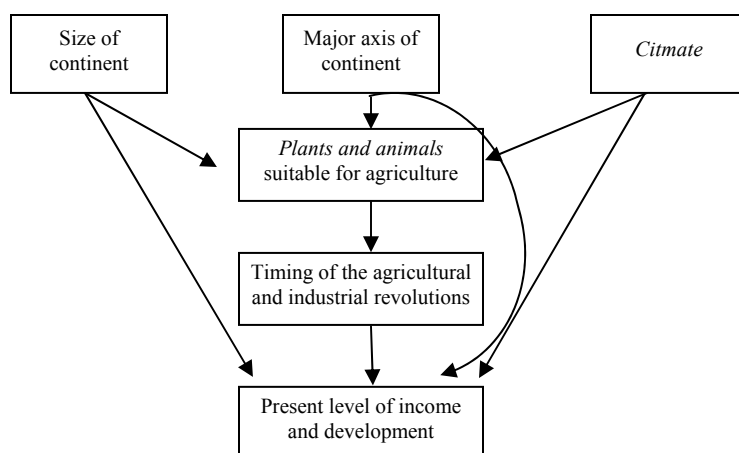 Size of
continent
Major axis of
continent
Citmate
Plants and animals
suitable for agriculture
Timing of the agricultural
and industrial revolutions
Present level of income
and development